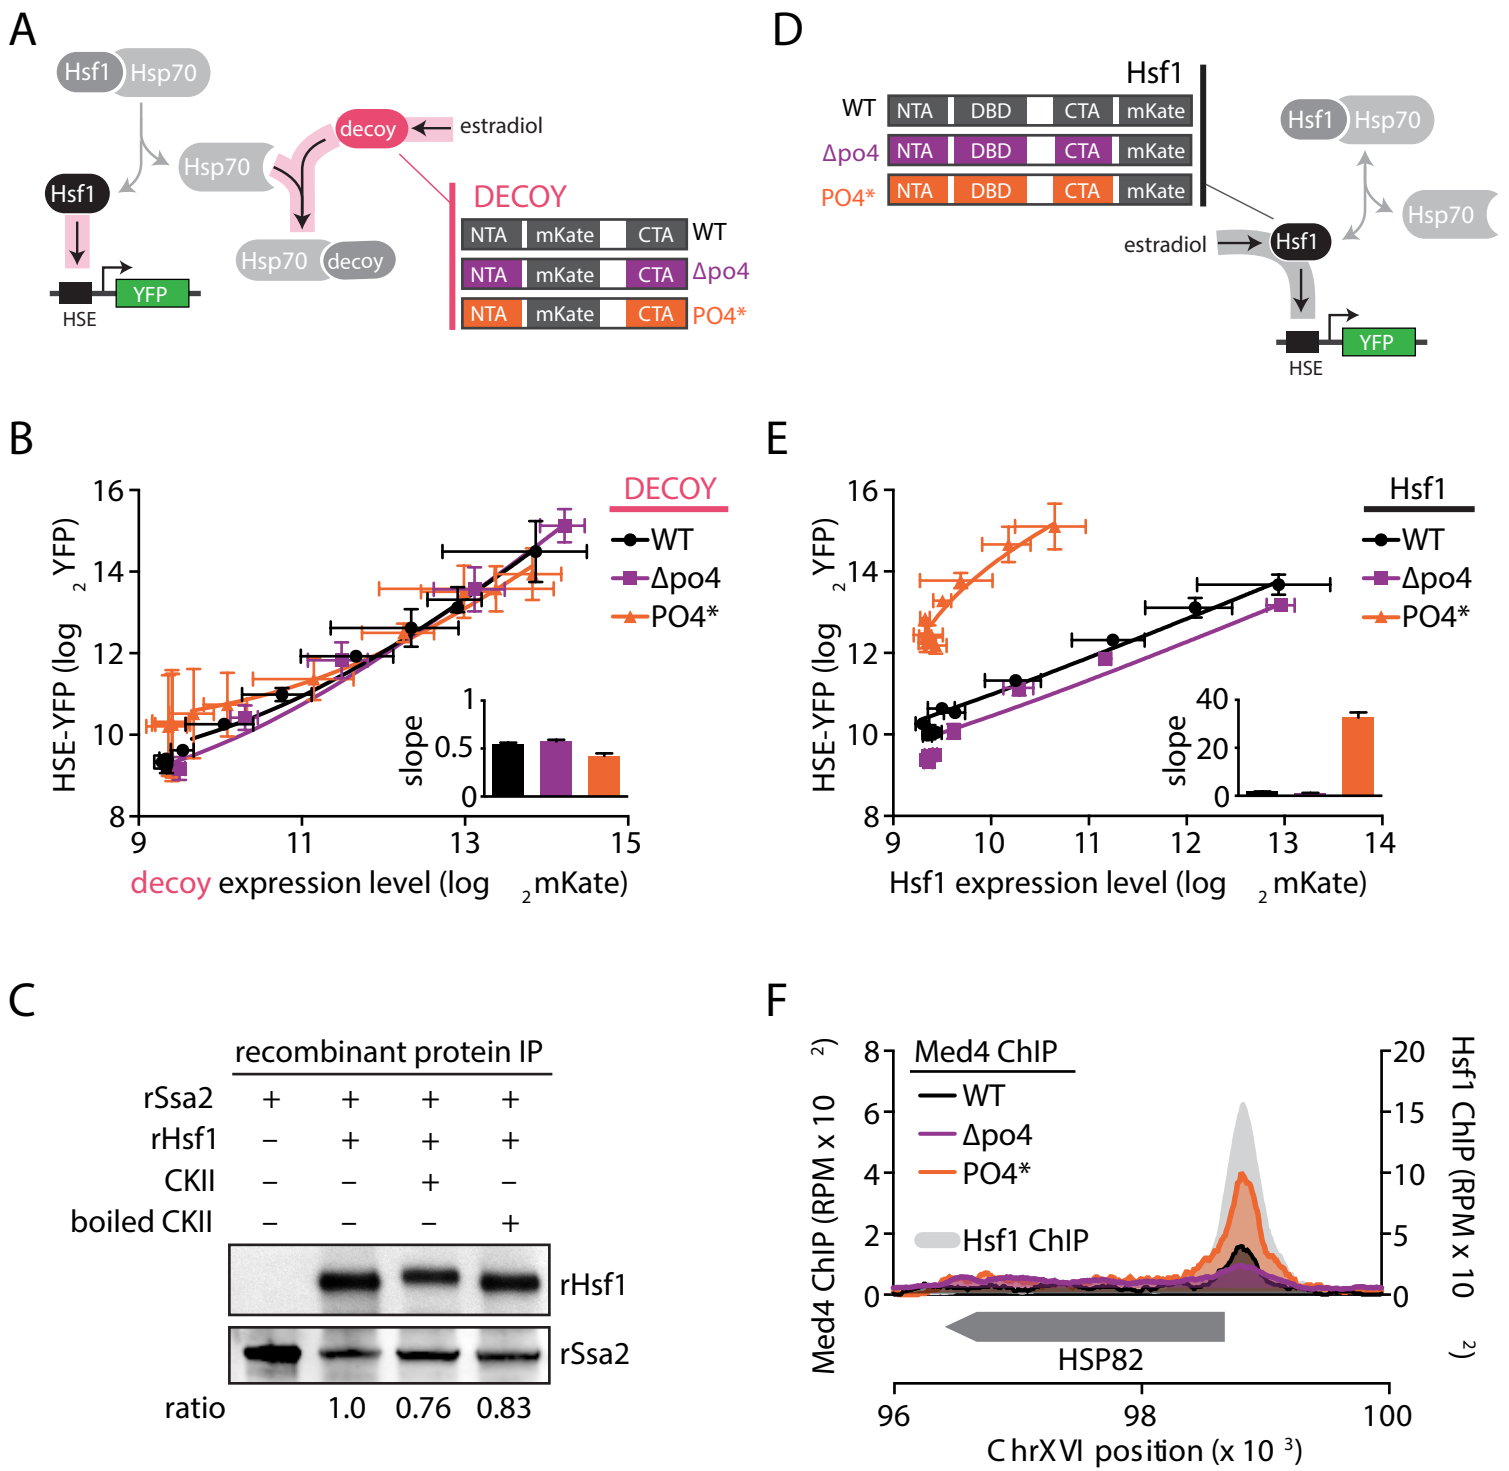 A
Hsf1 Hsp70
decoy estradiol
Hsp70
Hsf1
DECOY
NTA mKate CTA WT
Hsp70 decoy
NTA mKate CTA Δpo4
YFP
NTA mKate CTA PO4*
HSE
D
Hsf1
WT NTA DBD CTA mKate
Δpo4 NTA DBD CTA mKate
PO4* NTA DBD CTA mKate
Hsf1 Hsp70
Hsp70
estradiol Hsf1
YFP
HSE
B
HSE-YFP (log 2 YFP)
16
14
12
10
8
9 11 13 15
decoy expression level (log 2 mKate)
DECOY
WT
Δpo4
PO4*
slope
1
0.5
0
E
HSE-YFP (log 2 YFP)
16
14
12
10
8
9 10 11 12 13 14
Hsf1 expression level (log 2 mKate)
Hsf1
WT
Δpo4
PO4*
slope
40
20
0
C
recombinant protein IP
rSsa2 + + + +
rHsf1 – + + +
CKII – – + –
boiled CKII – – – +
rHsf1
rSsa2
ratio 1.0 0.76 0.83
F
Med4 ChIP (RPM x 10 2)
8
6
4
2
0
Med4 ChIP
WT
Δpo4
PO4*
Hsf1 ChIP
20
15
10
5
0
Hsf1 ChIP (RPM x 10 2)
HSP82
96 98 100
ChrXVI position (x 10 3)